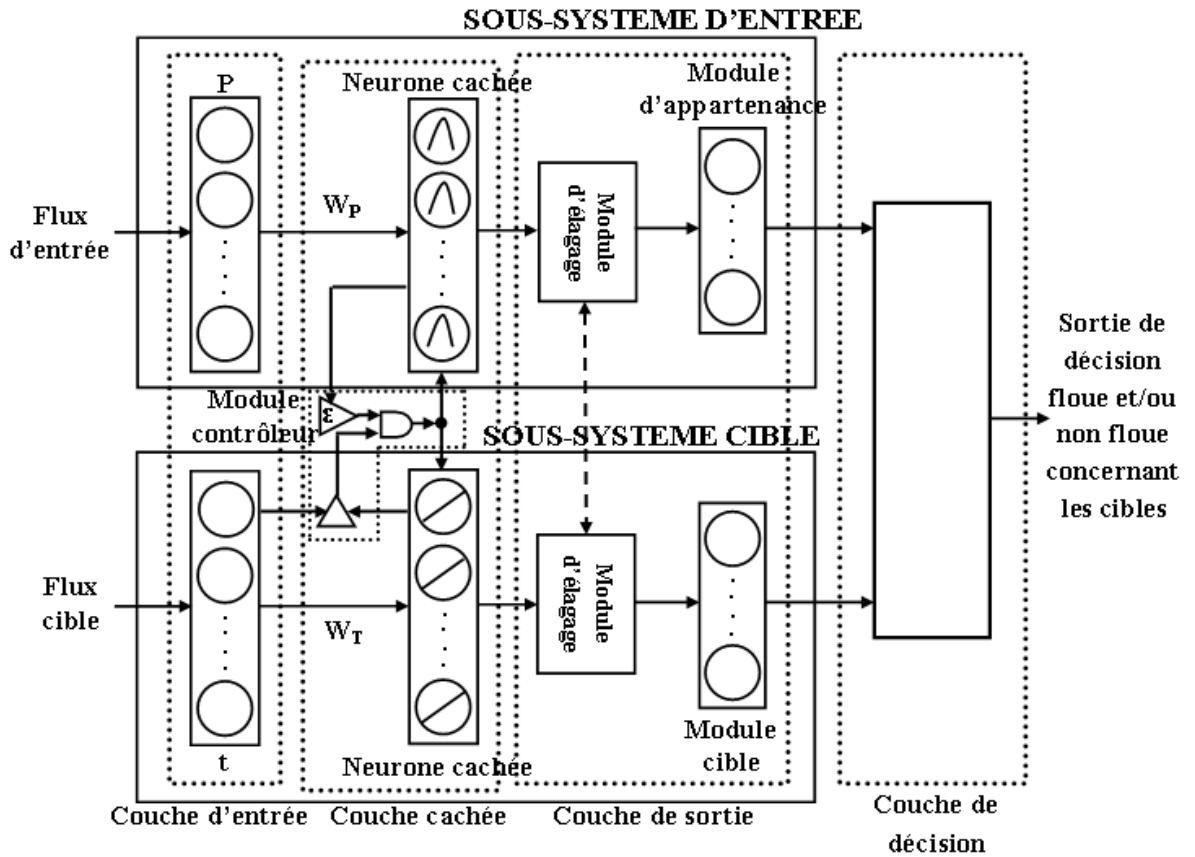 SOUS-SYSTEME D'ENTREE
P
Neurone cachée
Module
d'appartenance
Flux
d'entrée
W_P
Module
d'élagage
Sortie de
décision
floue et/ou
non floue
concernant
les cibles
Module
contrôleur
ε
SOUS-SYSTEME CIBLE
Flux
cible
W_T
Module
d'élagage
t
Neurone cachée
Module
cible
Couche d'entrée
Couche cachée
Couche de sortie
Couche de
décision